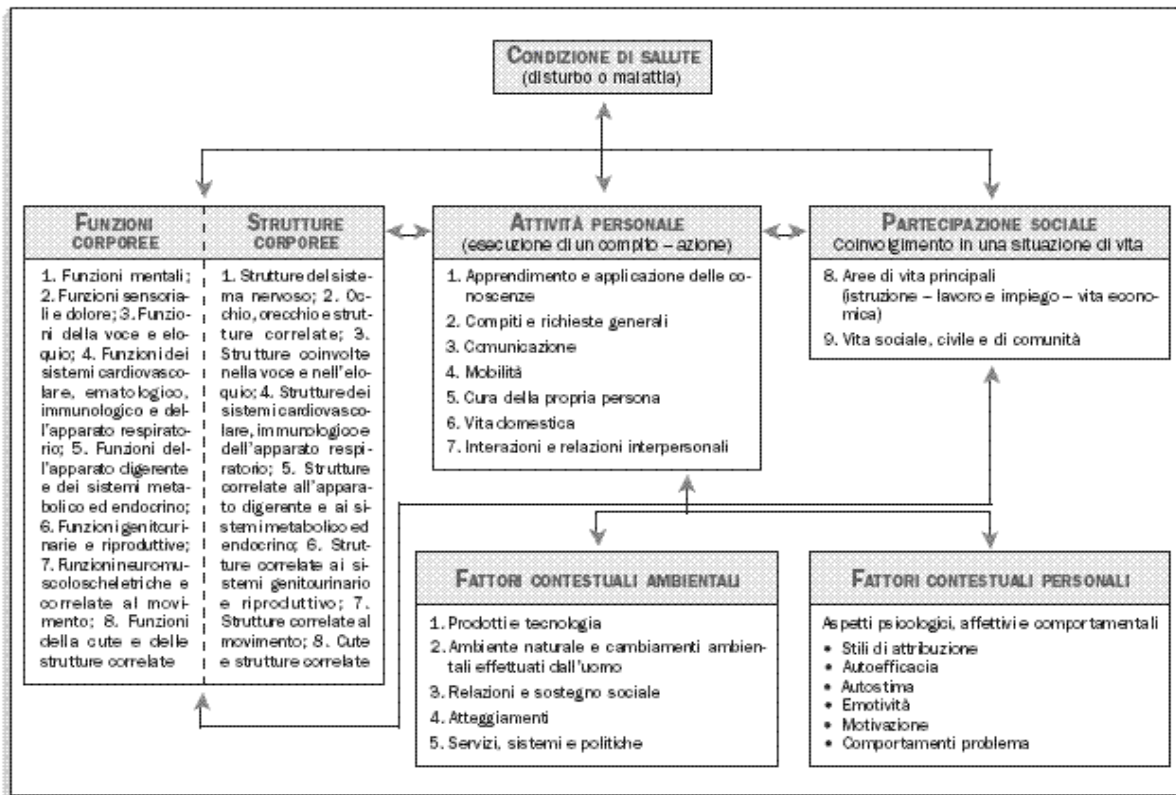 CONDIZIONE DI SALUTE
(disturbo o malattia)
FUNZIONI
CORPOREE
1. Funzioni mentali;
2. Funzioni sensoria-
li e dolore; 3. Funzio-
ni della voce e elo-
quio; 4. Funzioni dei
sistemi cardiovasco-
lare, ematologico,
immunologico e del-
l'apparato respirato-
rio; 5. Funzioni del-
l'apparato digerente
e dei sistemi meta-
bolico ed endocrino;
6. Funzioni genitouri-
narie e riproduttive;
7. Funzioni neuromu-
scoloscheletriche e
correlate al movi-
mento; 8. Funzioni
della cute e delle
strutture correlate
STRUTTURE
CORPOREE
1. Strutture del siste-
ma nervoso; 2. Oc-
chio, orecchio e strut-
ture correlate; 3.
Strutture coinvolte
nella voce e nell'elo-
quio; 4. Strutture dei
sistemi cardiovasco-
lare, immunologico e
dell'apparato respi-
ratorio; 5. Strutture
correlate all'appara-
to digerente e ai si-
stemi metabolico ed
endocrino; 6. Strut-
ture correlate ai si-
stemi genitourinario
e riproduttivo; 7.
Strutture correlate al
movimento; 8. Cute
e strutture correlate
ATTIVITÀ PERSONALE
(esecuzione di un compito – azione)
1. Apprendimento e applicazione delle co-
noscenze
2. Compiti e richieste generali
3. Comunicazione
4. Mobilità
5. Cura della propria persona
6. Vita domestica
7. Interazioni e relazioni interpersonali
PARTECIPAZIONE SOCIALE
Coinvolgimento in una situazione di vita
8. Aree di vita principali
(istruzione – lavoro e impiego – vita econo-
mica)
9. Vita sociale, civile e di comunità
FATTORI CONTESTUALI AMBIENTALI
1. Prodotti e tecnologia
2. Ambiente naturale e cambiamenti ambien-
tali effettuati dall'uomo
3. Relazioni e sostegno sociale
4. Atteggiamenti
5. Servizi, sistemi e politiche
FATTORI CONTESTUALI PERSONALI
Aspetti psicologici, affettivi e comportamentali
• Stili di attribuzione
• Autoefficacia
• Autostima
• Emotività
• Motivazione
• Comportamenti problema